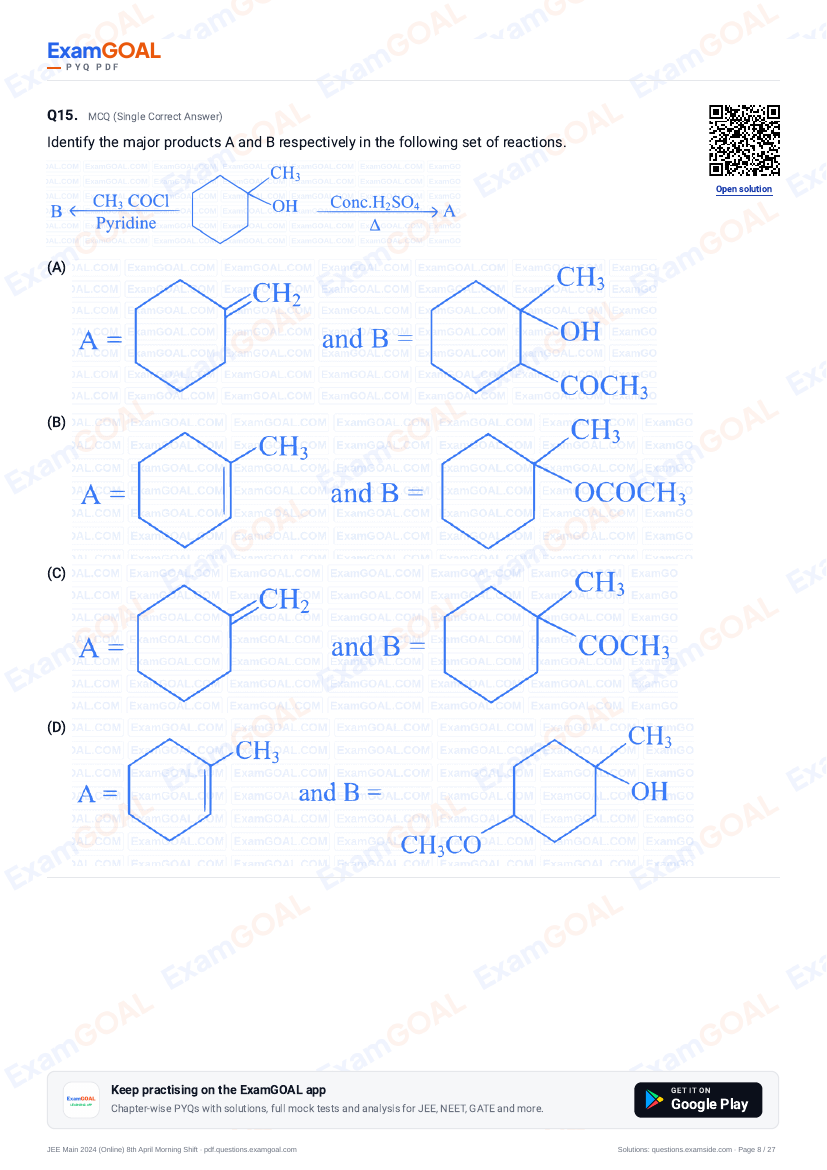 ExamGOAL
PYQ PDF
Q15. MCQ (Single Correct Answer)
Identify the major products A and B respectively in the following set of reactions.
Open solution
B CH₃ COCl Pyridine CH₃ OH Conc.H₂SO₄ Δ A
(A)
A = CH₂ and B = CH₃ OH COCH₃
(B)
A = CH₃ and B = CH₃ OCOCH₃
(C)
A = CH₂ and B = CH₃ COCH₃
(D)
A = CH₃ and B = CH₃ OH CH₃CO
Keep practising on the ExamGOAL app
Chapter-wise PYQs with solutions, full mock tests and analysis for JEE, NEET, GATE and more.
GET IT ON
Google Play
JEE Main 2024 (Online) 8th April Morning Shift · pdf.questions.examgoal.com
Solutions: questions.examside.com · Page 8 / 27